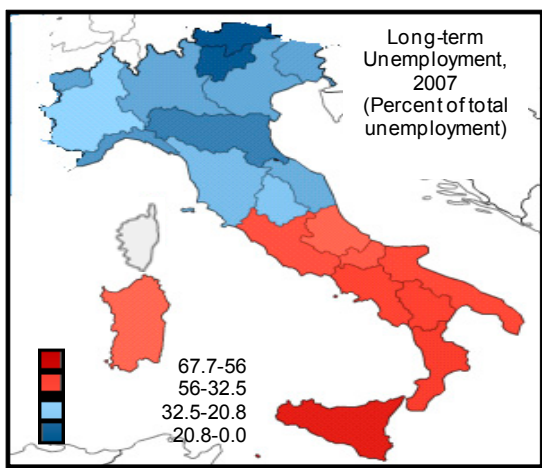 Long-term
Unemployment,
2007
(Percent of total
unemployment)
67.7-56
56-32.5
32.5-20.8
20.8-0.0